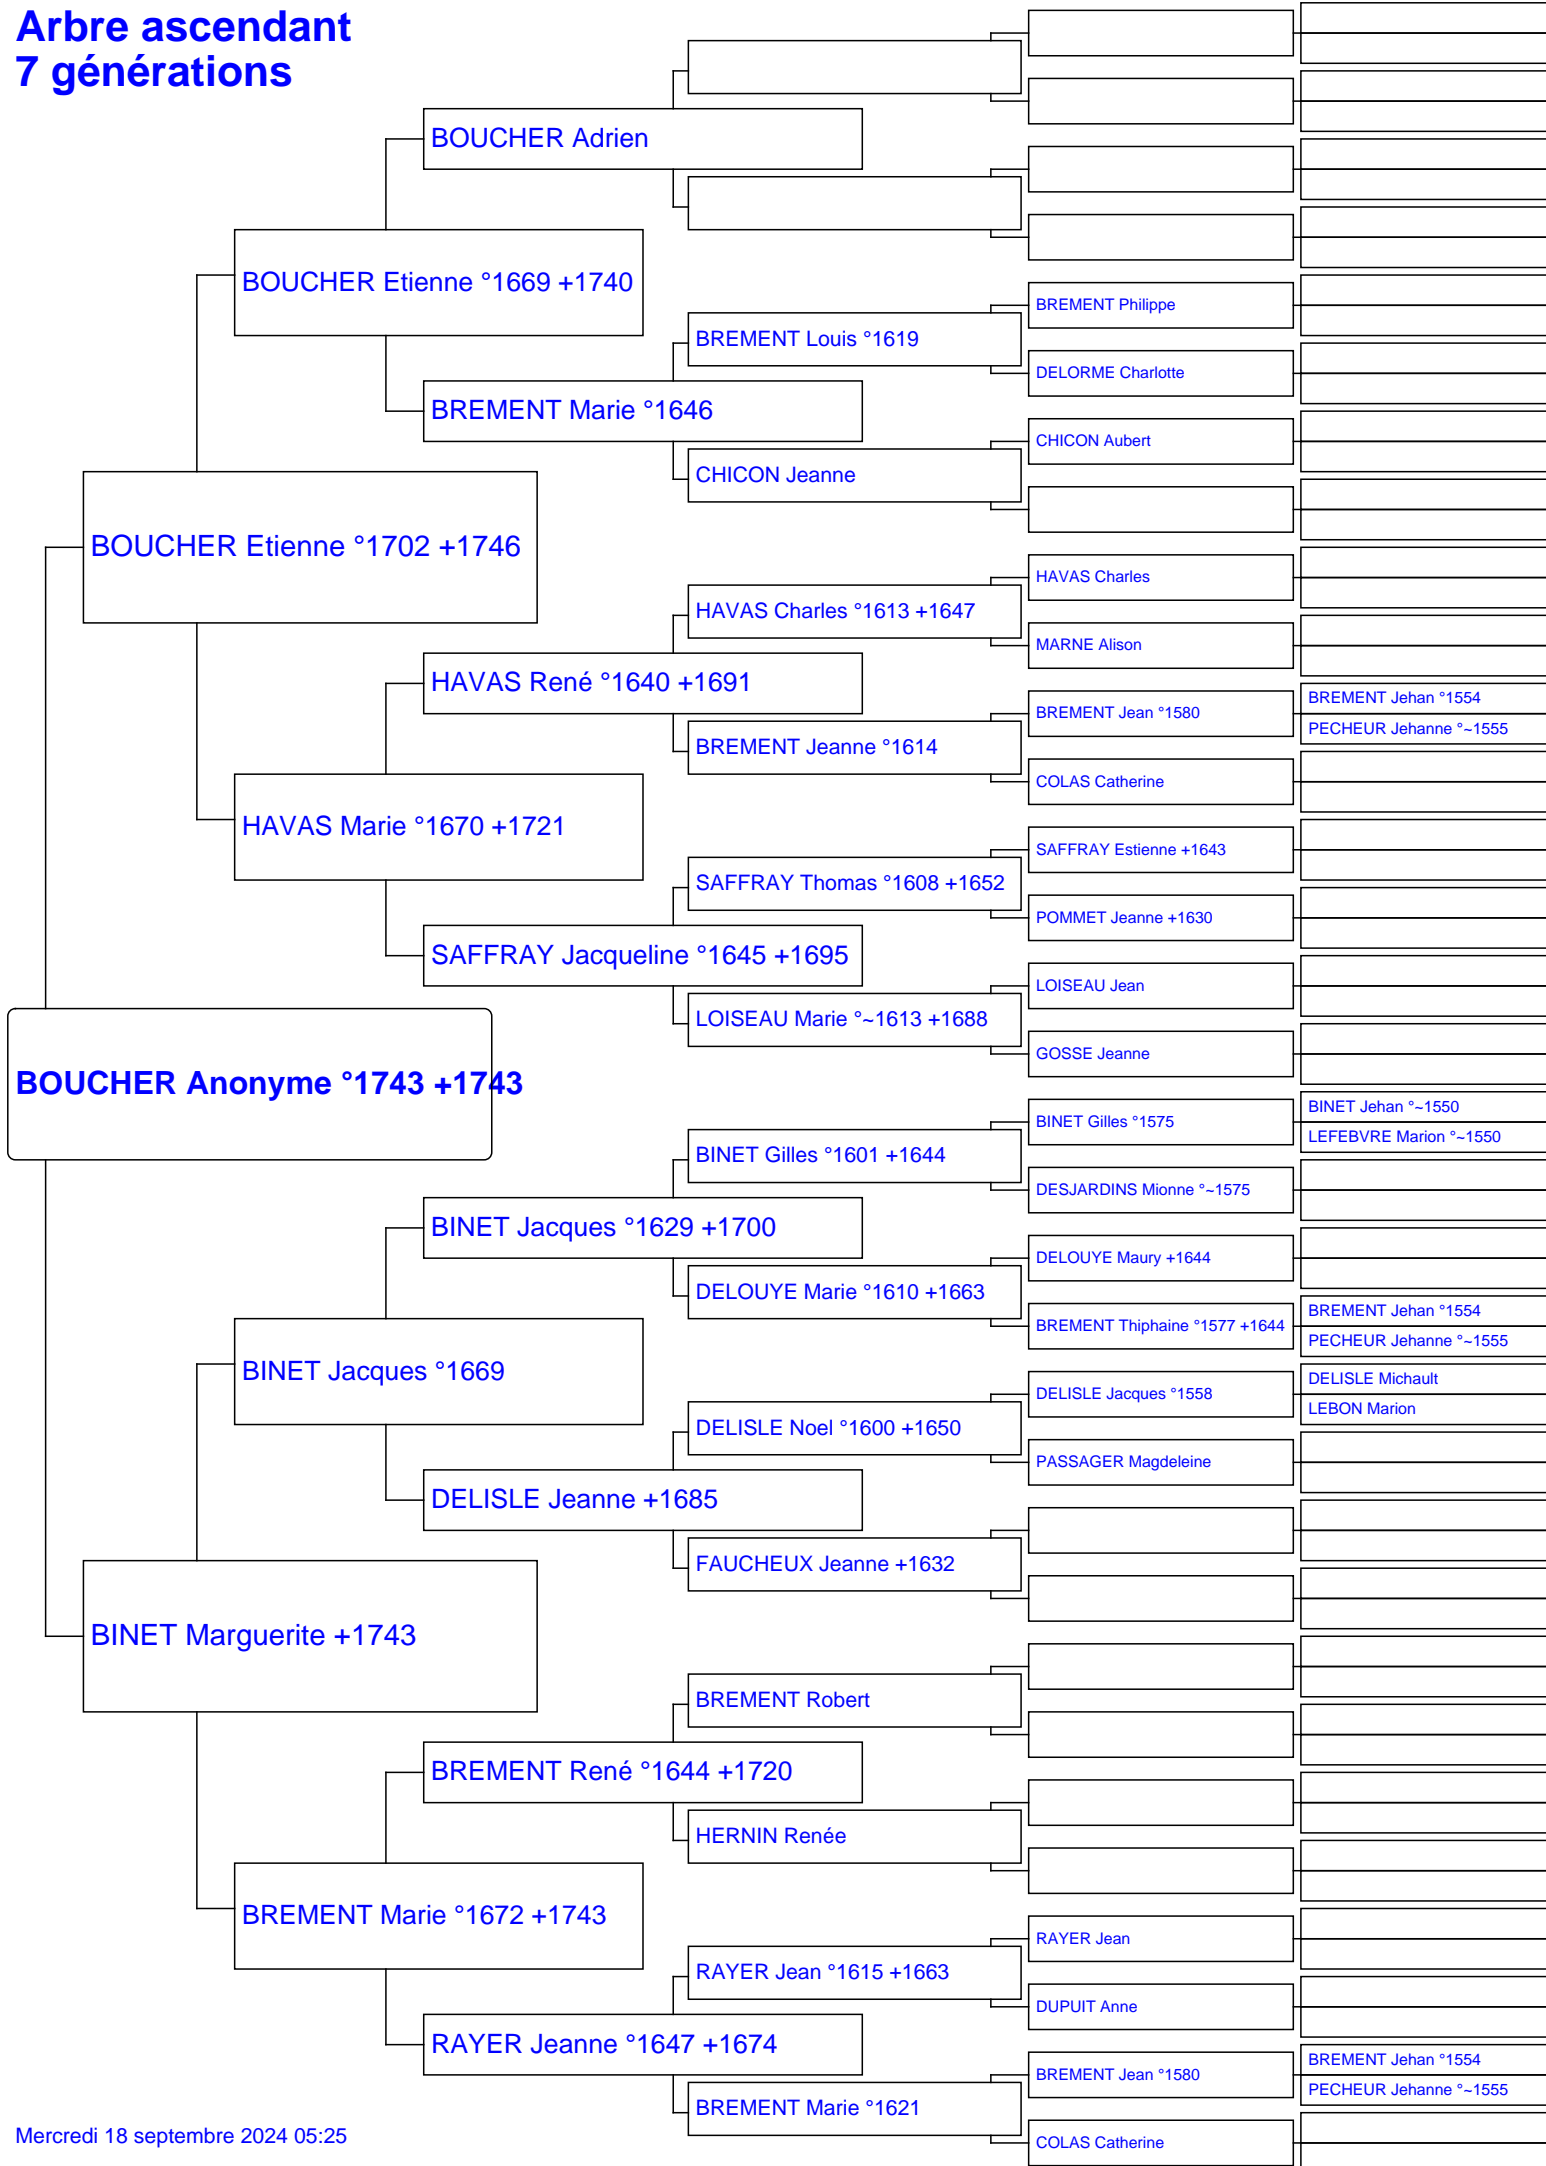 Arbre ascendant
7 générations
BOUCHER Adrien
BOUCHER Etienne °1669 +1740
BREMENT Philippe
BREMENT Louis °1619
DELORME Charlotte
BREMENT Marie °1646
CHICON Aubert
CHICON Jeanne
BOUCHER Etienne °1702 +1746
HAVAS Charles
HAVAS Charles °1613 +1647
MARNE Alison
HAVAS René °1640 +1691
BREMENT Jehan °1554
BREMENT Jean °1580
PECHEUR Jehanne °~1555
BREMENT Jeanne °1614
COLAS Catherine
HAVAS Marie °1670 +1721
SAFFRAY Estienne +1643
SAFFRAY Thomas °1608 +1652
POMMET Jeanne +1630
SAFFRAY Jacqueline °1645 +1695
LOISEAU Jean
LOISEAU Marie °~1613 +1688
GOSSE Jeanne
BOUCHER Anonyme °1743 +1743
BINET Jehan °~1550
BINET Gilles °1575
LEFEBVRE Marion °~1550
BINET Gilles °1601 +1644
DESJARDINS Mionne °~1575
BINET Jacques °1629 +1700
DELOUYE Maury +1644
DELOUYE Marie °1610 +1663
BREMENT Jehan °1554
BREMENT Thiphaine °1577 +1644
PECHEUR Jehanne °~1555
BINET Jacques °1669
DELISLE Michault
DELISLE Jacques °1558
LEBON Marion
DELISLE Noel °1600 +1650
PASSAGER Magdeleine
DELISLE Jeanne +1685
FAUCHEUX Jeanne +1632
BINET Marguerite +1743
BREMENT Robert
BREMENT René °1644 +1720
HERNIN Renée
BREMENT Marie °1672 +1743
RAYER Jean
RAYER Jean °1615 +1663
DUPUIT Anne
RAYER Jeanne °1647 +1674
BREMENT Jehan °1554
BREMENT Jean °1580
PECHEUR Jehanne °~1555
BREMENT Marie °1621
COLAS Catherine
Mercredi 18 septembre 2024 05:25